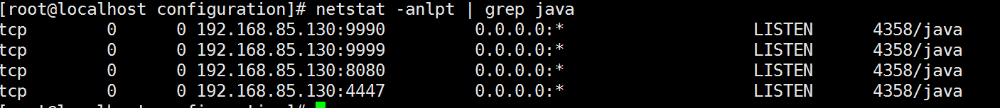 [root@localhost configuration]# netstat -anlpt | grep java
tcp 0 0 192.168.85.130:9990 0.0.0.0:* LISTEN 4358/java
tcp 0 0 192.168.85.130:9999 0.0.0.0:* LISTEN 4358/java
tcp 0 0 192.168.85.130:8080 0.0.0.0:* LISTEN 4358/java
tcp 0 0 192.168.85.130:4447 0.0.0.0:* LISTEN 4358/java
[root@localhost configuration]#